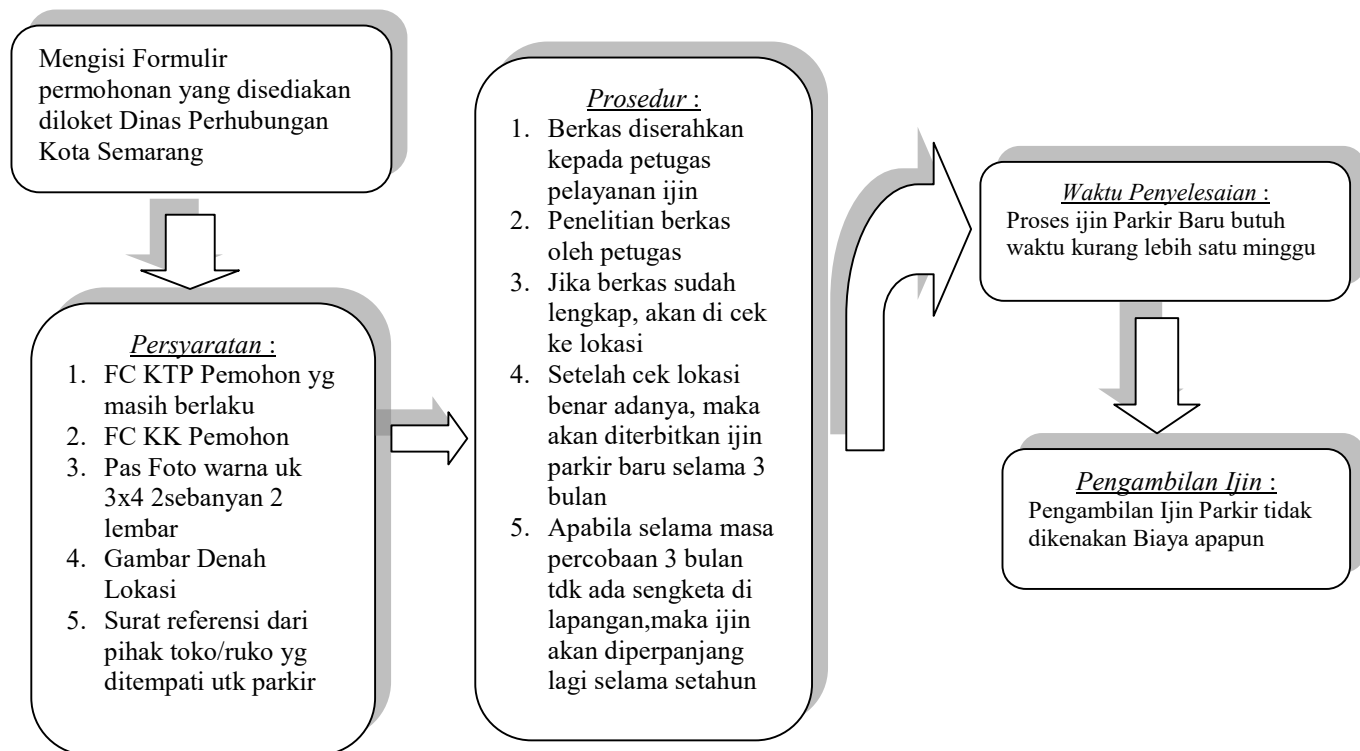 Mengisi Formulir
permohonan yang disediakan
diloket Dinas Perhubungan
Kota Semarang
Persyaratan :
1. FC KTP Pemohon yg
masih berlaku
2. FC KK Pemohon
3. Pas Foto warna uk
3x4 2sebanyan 2
lembar
4. Gambar Denah
Lokasi
5. Surat referensi dari
pihak toko/ruko yg
ditempati utk parkir
Prosedur :
1. Berkas diserahkan
kepada petugas
pelayanan ijin
2. Penelitian berkas
oleh petugas
3. Jika berkas sudah
lengkap, akan di cek
ke lokasi
4. Setelah cek lokasi
benar adanya, maka
akan diterbitkan ijin
parkir baru selama 3
bulan
5. Apabila selama masa
percobaan 3 bulan
tdk ada sengketa di
lapangan,maka ijin
akan diperpanjang
lagi selama setahun
Waktu Penyelesaian :
Proses ijin Parkir Baru butuh
waktu kurang lebih satu minggu
Pengambilan Ijin :
Pengambilan Ijin Parkir tidak
dikenakan Biaya apapun